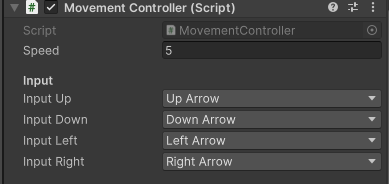 Movement Controller (Script)
Script MovementController
Speed 5
Input
Input Up Up Arrow
Input Down Down Arrow
Input Left Left Arrow
Input Right Right Arrow